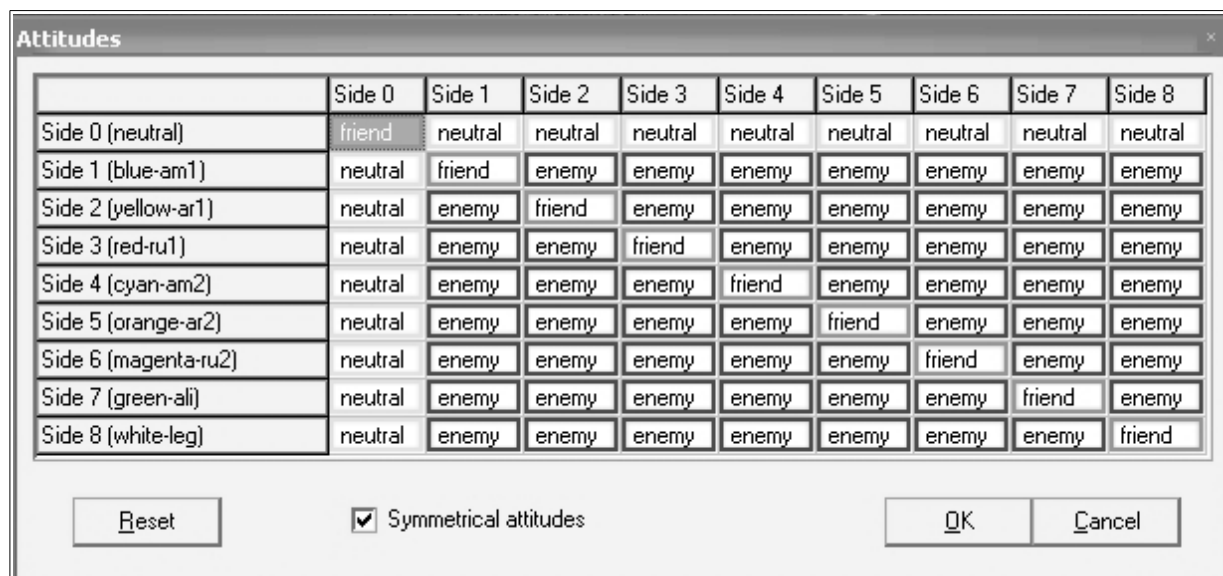 Attitudes
Side 0 Side 1 Side 2 Side 3 Side 4 Side 5 Side 6 Side 7 Side 8
Side 0 (neutral) friend neutral neutral neutral neutral neutral neutral neutral neutral
Side 1 (blue-am1) neutral friend enemy enemy enemy enemy enemy enemy enemy
Side 2 (yellow-ar1) neutral enemy friend enemy enemy enemy enemy enemy enemy
Side 3 (red-ru1) neutral enemy enemy friend enemy enemy enemy enemy enemy
Side 4 (cyan-am2) neutral enemy enemy enemy friend enemy enemy enemy enemy
Side 5 (orange-ar2) neutral enemy enemy enemy enemy friend enemy enemy enemy
Side 6 (magenta-ru2) neutral enemy enemy enemy enemy enemy friend enemy enemy
Side 7 (green-ali) neutral enemy enemy enemy enemy enemy enemy friend enemy
Side 8 (white-leg) neutral enemy enemy enemy enemy enemy enemy enemy friend
Reset Symmetrical attitudes OK Cancel